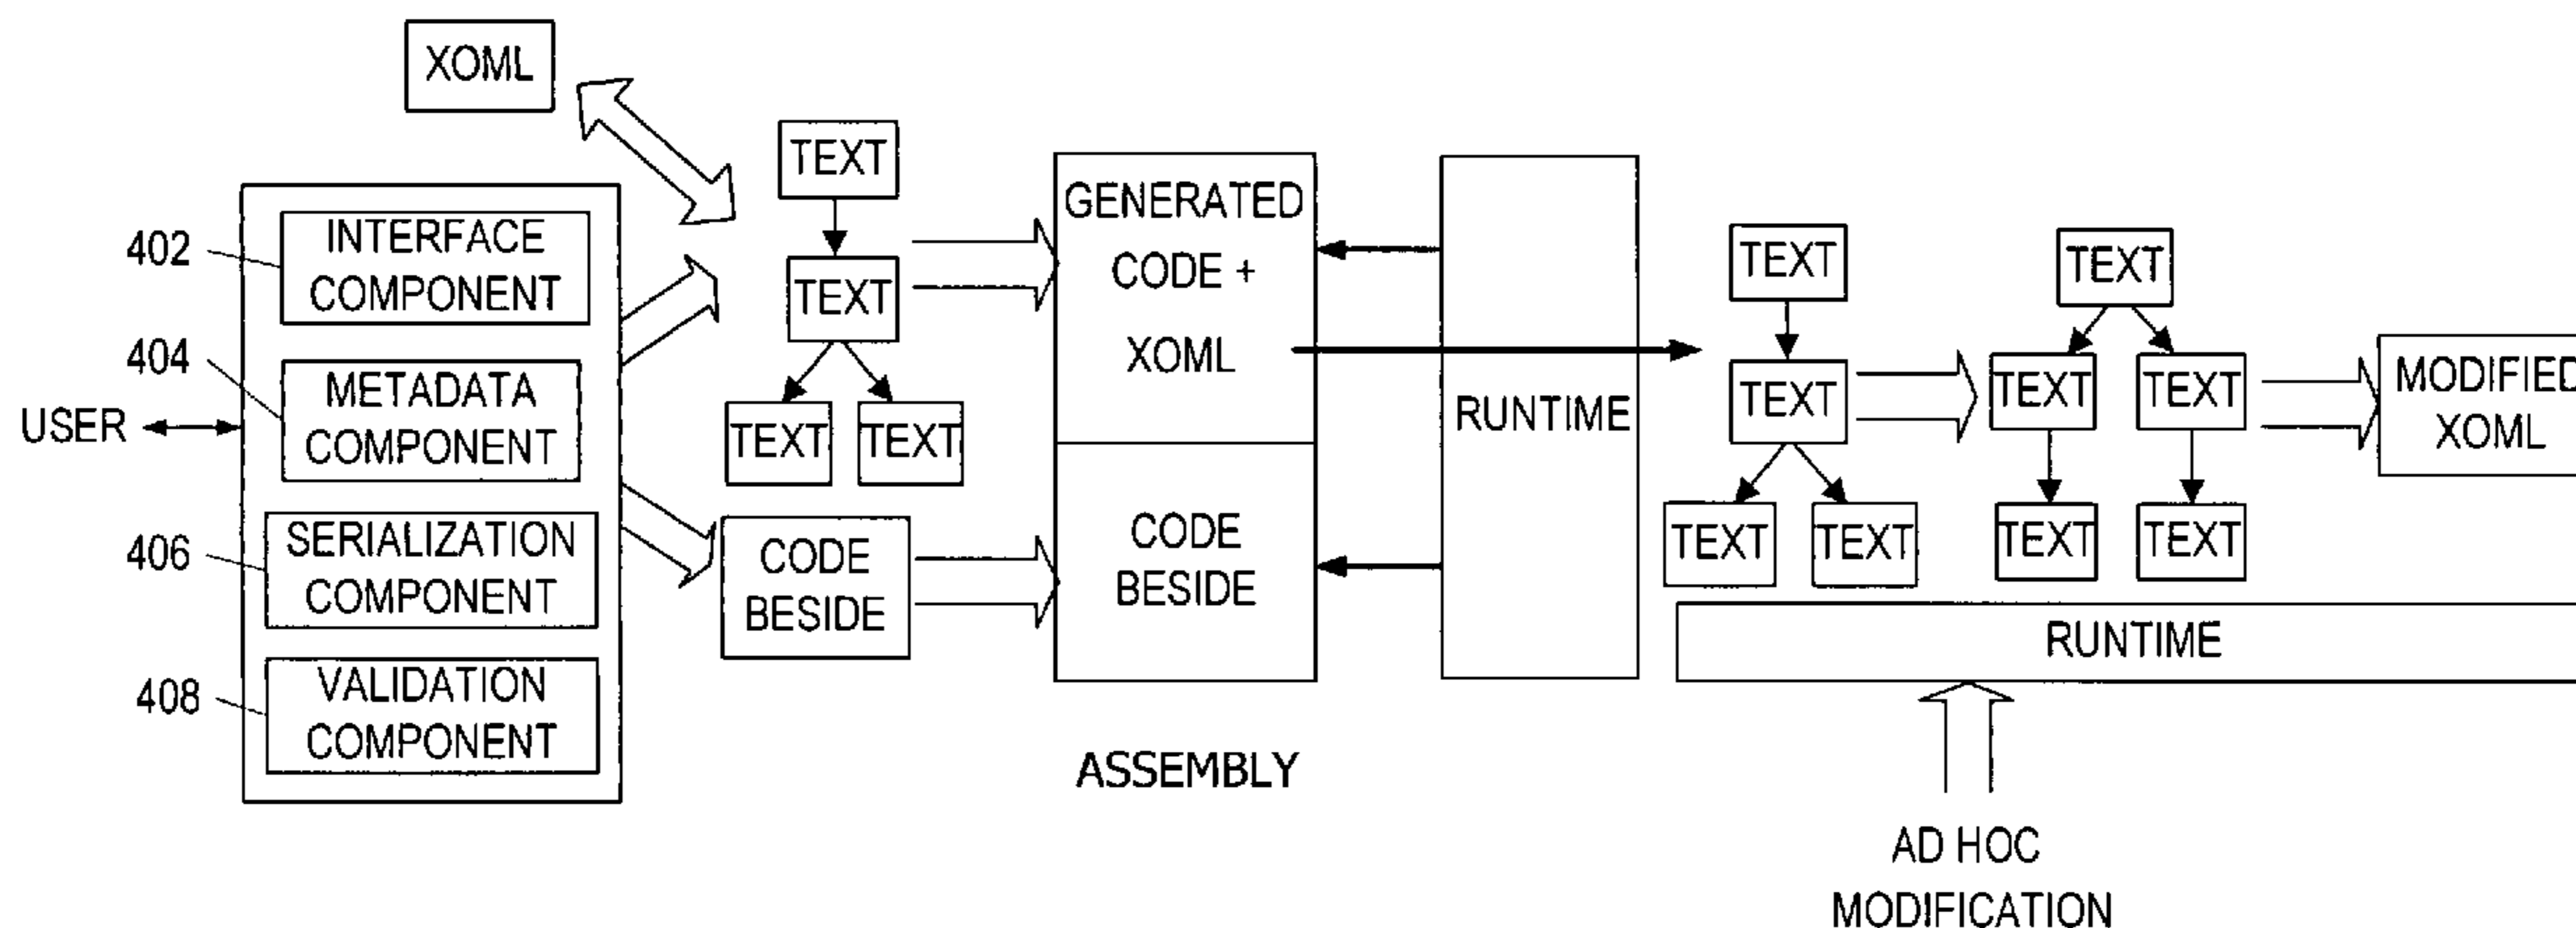 XOML
402
INTERFACE
COMPONENT
404
METADATA
COMPONENT
USER
406
SERIALIZATION
COMPONENT
408
VALIDATION
COMPONENT
TEXT
TEXT
TEXT TEXT
CODE
BESIDE
GENERATED
CODE +
XOML
CODE
BESIDE
ASSEMBLY
RUNTIME
TEXT
TEXT
TEXT TEXT
TEXT
TEXT TEXT
TEXT TEXT
MODIFIED
XOML
RUNTIME
AD HOC
MODIFICATION